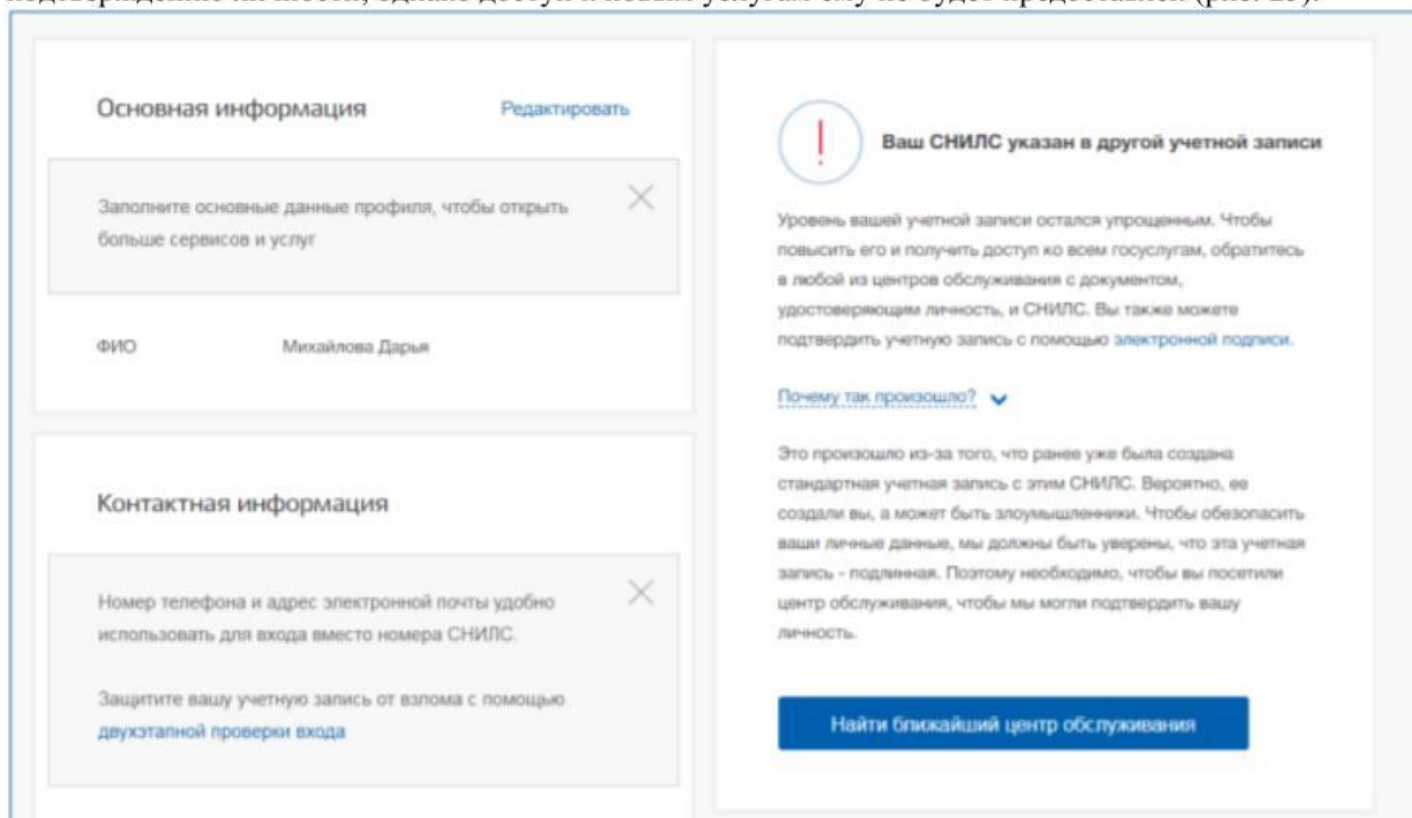 Основная информация
Редактировать
Заполните основные данные профиля, чтобы открыть
больше сервисов и услуг
ФИО
Михайлова Дарья
Контактная информация
Номер телефона и адрес электронной почты удобно
использовать для входа вместо номера СНИЛС.
Защитите вашу учетную запись от взлома с помощью
двухэтапной проверки входа
Ваш СНИЛС указан в другой учетной записи
Уровень вашей учетной записи остался упрощенным. Чтобы
повысить его и получить доступ ко всем госуслугам, обратитесь
в любой из центров обслуживания с документом,
удостоверяющим личность, и СНИЛС. Вы также можете
подтвердить учетную запись с помощью электронной подписи.
Почему так произошло?
Это произошло из-за того, что ранее уже была создана
стандартная учетная запись с этим СНИЛС. Вероятно, ее
создали вы, а может быть злоумышленники. Чтобы обезопасить
ваши личные данные, мы должны быть уверены, что эта учетная
запись - подлинная. Поэтому необходимо, чтобы вы посетили
центр обслуживания, чтобы мы могли подтвердить вашу
личность.
Найти ближайший центр обслуживания